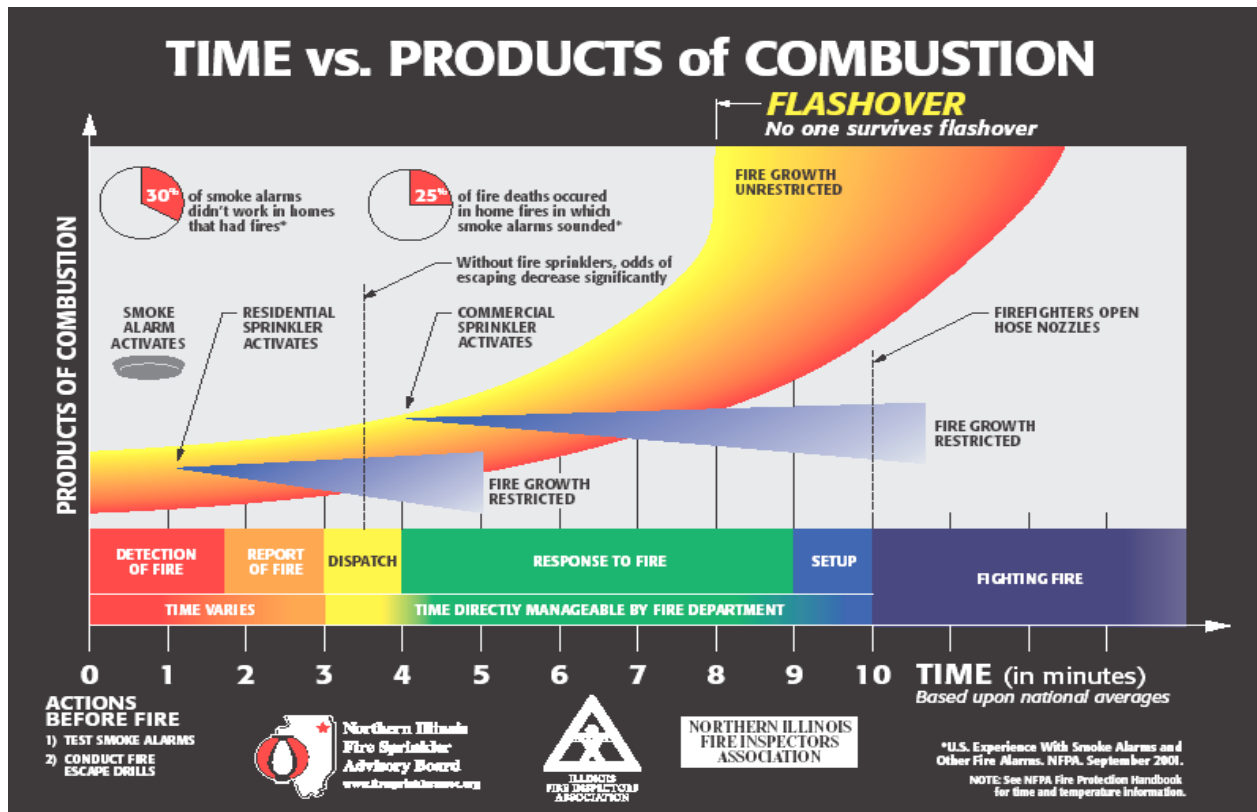 TIME vs. PRODUCTS of COMBUSTION
FLASHOVER
No one survives flashover
30%
of smoke alarms
didn't work in homes
that had fires*
25%
of fire deaths occured
in home fires in which
smoke alarms sounded*
FIRE GROWTH
UNRESTRICTED
Without fire sprinklers, odds of
escaping decrease significantly
SMOKE
ALARM
ACTIVATES
RESIDENTIAL
SPRINKLER
ACTIVATES
COMMERCIAL
SPRINKLER
ACTIVATES
FIREFIGHTERS OPEN
HOSE NOZZLES
PRODUCTS OF COMBUSTION
FIRE GROWTH
RESTRICTED
FIRE GROWTH
RESTRICTED
DETECTION
OF FIRE
REPORT
OF FIRE
DISPATCH
RESPONSE TO FIRE
SETUP
FIGHTING FIRE
TIME VARIES
TIME DIRECTLY MANAGEABLE BY FIRE DEPARTMENT
0 1 2 3 4 5 6 7 8 9 10 TIME (in minutes)
Based upon national averages
ACTIONS
BEFORE FIRE
1) TEST SMOKE ALARMS
2) CONDUCT FIRE
ESCAPE DRILLS
Northern Illinois
Fire Sprinkler
Advisory Board
ILLINOIS
FIRE INSPECTORS
ASSOCIATION
NORTHERN ILLINOIS
FIRE INSPECTORS
ASSOCIATION
*U.S. Experience With Smoke Alarms and
Other Fire Alarms. NFPA. September 2001.
NOTE: See NFPA Fire Protection Handbook
for time and temperature information.